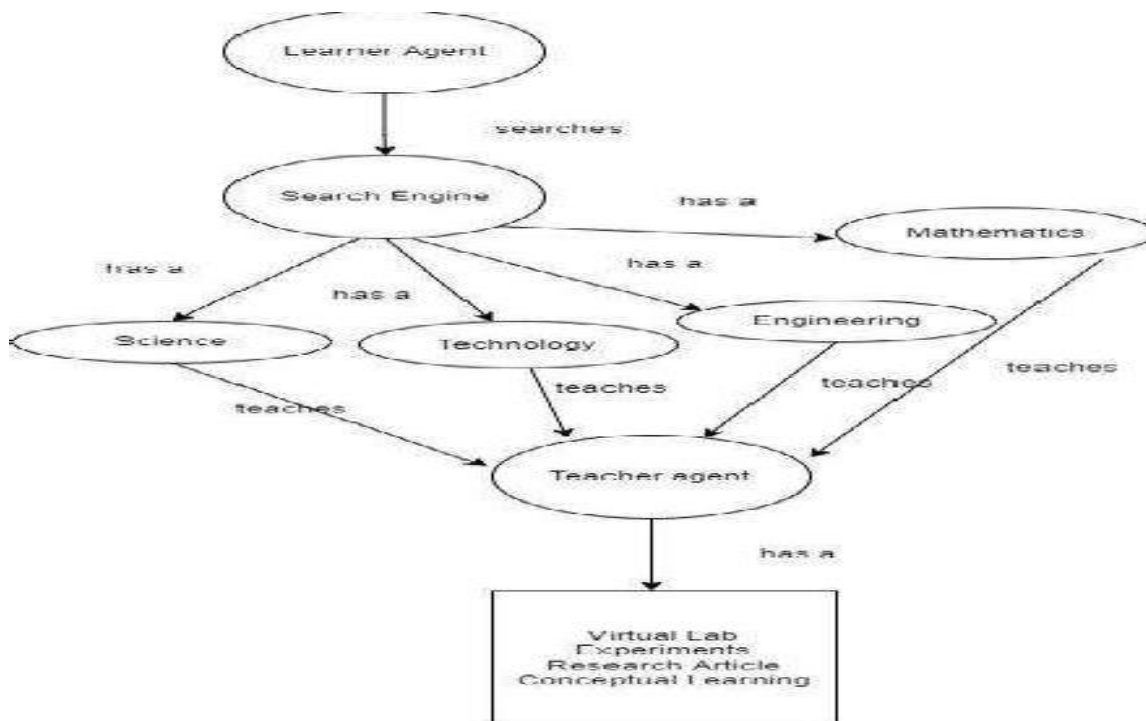 Learner Agent
searches
Search Engine
has a
Mathematics
has a
has a
has a
Engineering
Science
Technology
teaches
teaches
teaches
teaches
Teacher agent
has a
Virtual Lab
Experiments
Research Article
Conceptual Learning